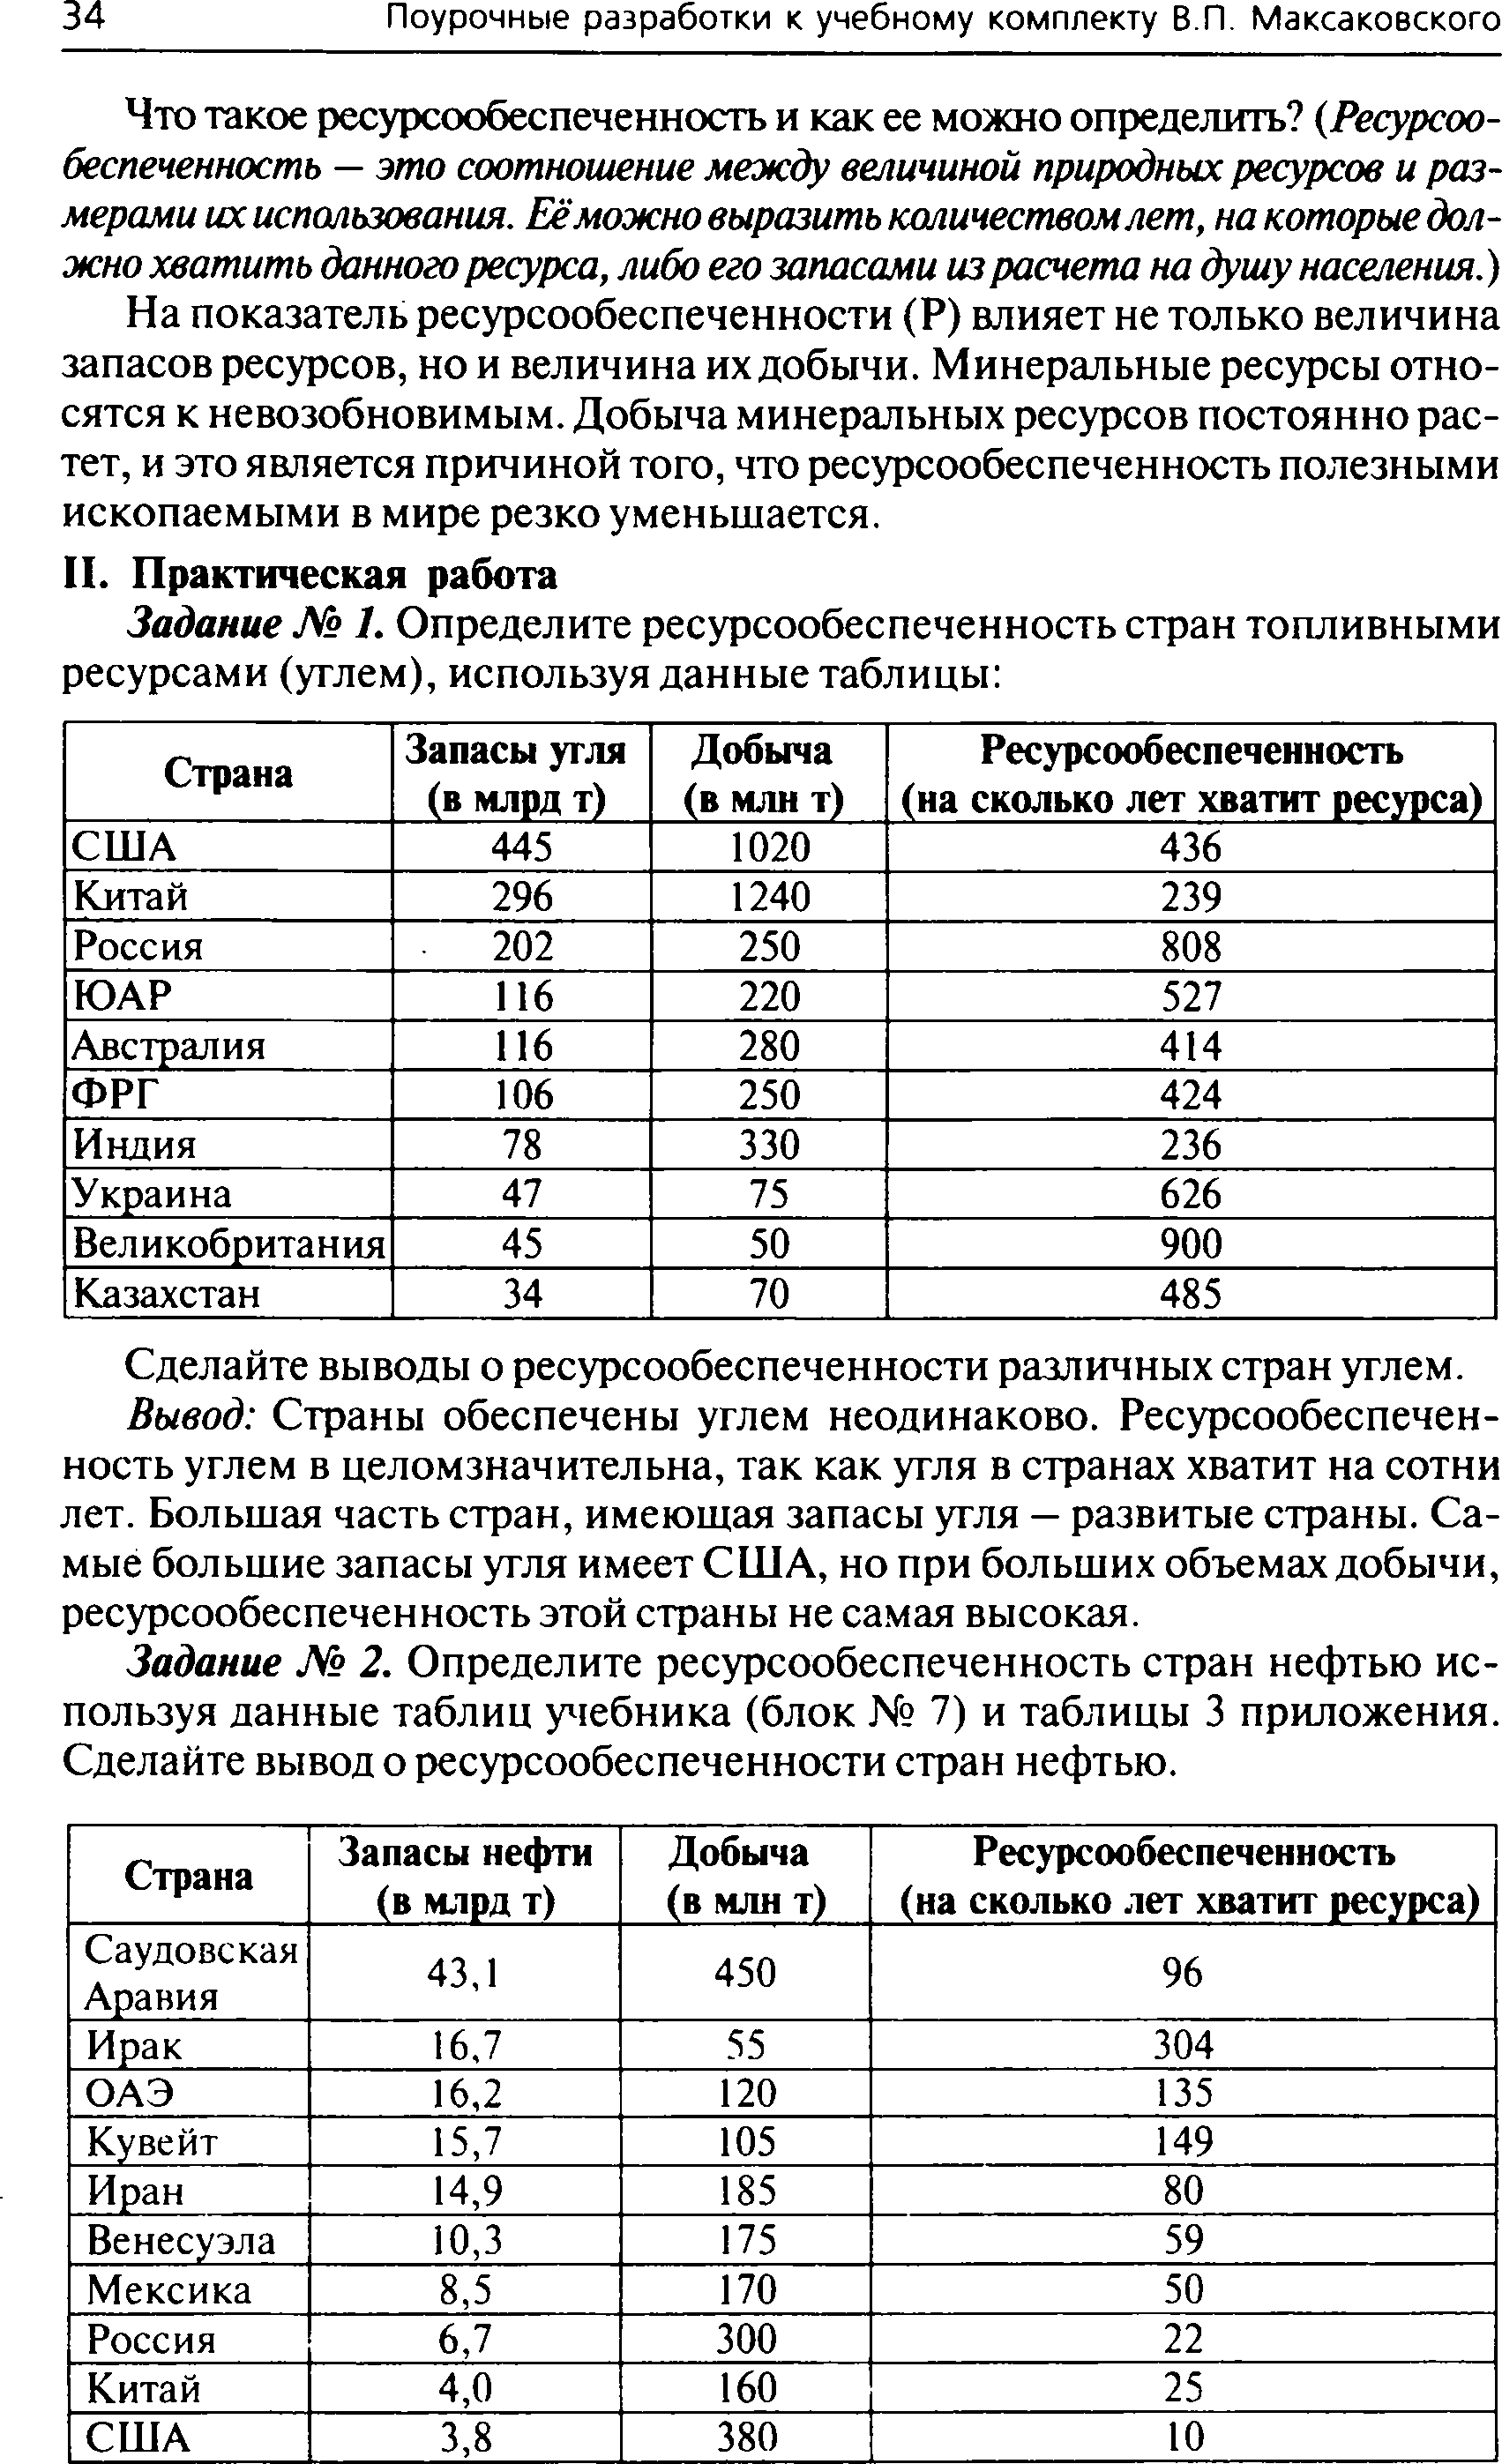 34 Поурочные разработки к учебному комплекту В.П. Максаковского
Что такое ресурсообеспеченность и как ее можно определить? (Ресурсоо-
беспеченность — это соотношение между величиной природных ресурсов и раз-
мерами их использования. Её можно выразить количеством лет, на которые дол-
жно хватить данного ресурса, либо его запасами из расчета на душу населения.)
На показатель ресурсообеспеченности (Р) влияет не только величина
запасов ресурсов, но и величина их добычи. Минеральные ресурсы отно-
сятся к невозобновимым. Добыча минеральных ресурсов постоянно рас-
тет, и это является причиной того, что ресурсообеспеченность полезными
ископаемыми в мире резко уменьшается.
II. Практическая работа
Задание № 1. Определите ресурсообеспеченность стран топливными
ресурсами (углем), используя данные таблицы:
Страна Запасы угля (в млрд т) Добыча (в млн т) Ресурсообеспеченность (на сколько лет хватит ресурса)
США 445 1020 436
Китай 296 1240 239
Россия 202 250 808
ЮАР 116 220 527
Австралия 116 280 414
ФРГ 106 250 424
Индия 78 330 236
Украина 47 75 626
Великобритания 45 50 900
Казахстан 34 70 485
Сделайте выводы о ресурсообеспеченности различных стран углем.
Вывод: Страны обеспечены углем неодинаково. Ресурсообеспечен-
ность углем в целомзначительна, так как угля в странах хватит на сотни
лет. Большая часть стран, имеющая запасы угля — развитые страны. Са-
мые большие запасы угля имеет США, но при больших объемах добычи,
ресурсообеспеченность этой страны не самая высокая.
Задание № 2. Определите ресурсообеспеченность стран нефтью ис-
пользуя данные таблиц учебника (блок № 7) и таблицы 3 приложения.
Сделайте вывод о ресурсообеспеченности стран нефтью.
Страна Запасы нефти (в млрд т) Добыча (в млн т) Ресурсообеспеченность (на сколько лет хватит ресурса)
Саудовская Аравия 43,1 450 96
Ирак 16,7 55 304
ОАЭ 16,2 120 135
Кувейт 15,7 105 149
Иран 14,9 185 80
Венесуэла 10,3 175 59
Мексика 8,5 170 50
Россия 6,7 300 22
Китай 4,0 160 25
США 3,8 380 10